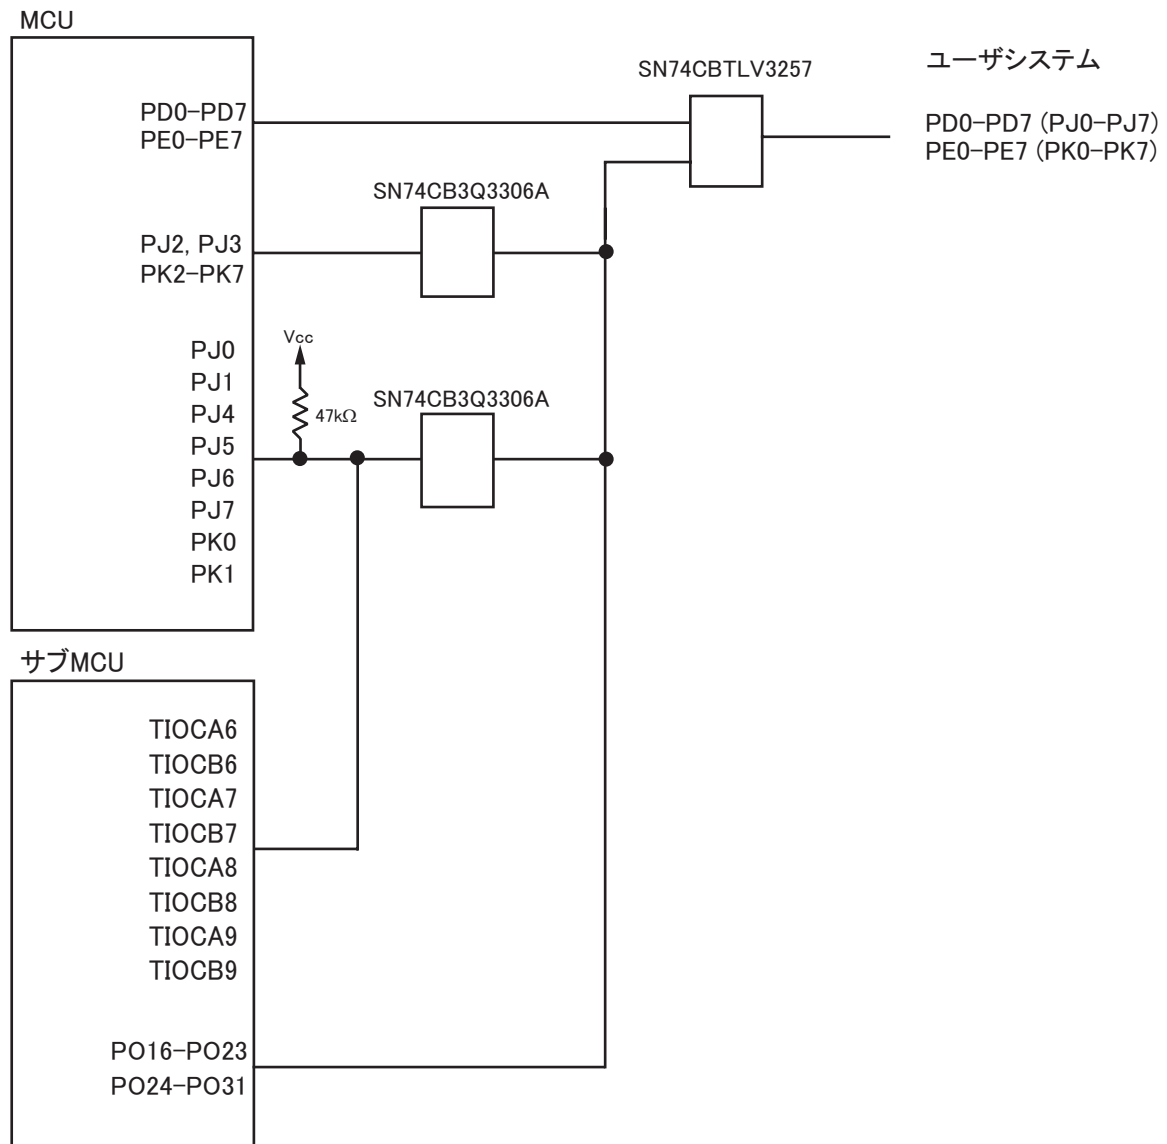 MCU
PD0-PD7
PE0-PE7
SN74CBTLV3257
ユーザシステム
PD0-PD7 (PJ0-PJ7)
PE0-PE7 (PK0-PK7)
SN74CB3Q3306A
PJ2, PJ3
PK2-PK7
PJ0
PJ1
PJ4
PJ5
PJ6
PJ7
PK0
PK1
Vcc
47kΩ
SN74CB3Q3306A
サブMCU
TIOCA6
TIOCB6
TIOCA7
TIOCB7
TIOCA8
TIOCB8
TIOCA9
TIOCB9
PO16-PO23
PO24-PO31